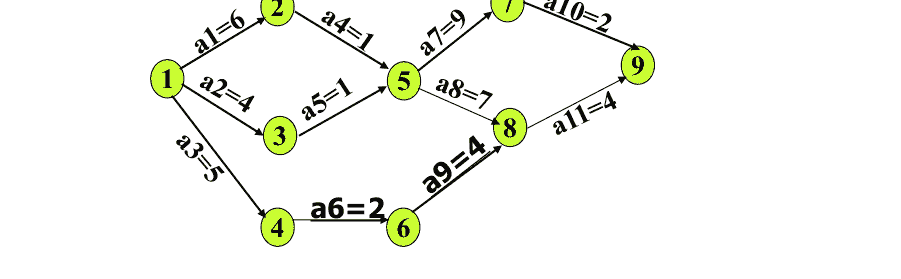 2
7
a1=6
a4=1
a7=9
a10=2
1
5
9
a2=4
a5=1
a8=7
3
8
a11=4
a3=5
a9=4
4
a6=2
6